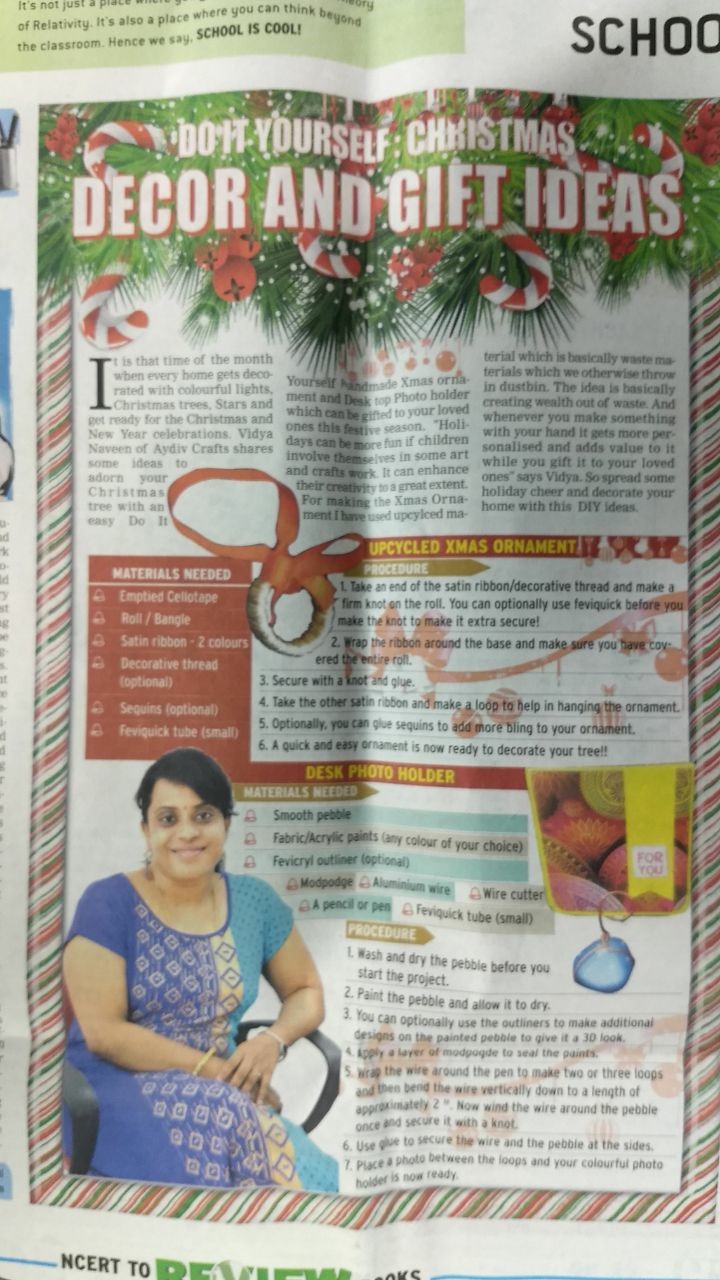 It's not just a place where
of Relativity. It's also a place where you can think beyond
the classroom. Hence we say, SCHOOL IS COOL!
SCHOO
DO IT YOURSELF: CHRISTMAS
DECOR AND GIFT IDEAS
It is that time of the month
when every home gets deco-
rated with colourful lights,
Christmas trees, Stars and
get ready for the Christmas and
New Year celebrations. Vidya
Naveen of Aydiv Crafts shares
some ideas to
adorn your
Christmas
tree with an
easy Do It
Yourself handmade Xmas orna-
ment and Desk top Photo holder
which can be gifted to your loved
ones this festive season. "Holi-
days can be more fun if children
involve themselves in some art
and crafts work. It can enhance
their creativity to a great extent.
For making the Xmas Orna-
ment I have used upcylced ma-
terial which is basically waste ma-
terials which we otherwise throw
in dustbin. The idea is basically
creating wealth out of waste. And
whenever you make something
with your hand it gets more per-
sonalised and adds value to it
while you gift it to your loved
ones" says Vidya. So spread some
holiday cheer and decorate your
home with this DIY ideas.
UPCYCLED XMAS ORNAMENT
MATERIALS NEEDED
Emptied Cellotape
Roll / Bangle
Satin ribbon - 2 colours
Decorative thread
(optional)
Sequins (optional)
Feviquick tube (small)
PROCEDURE
1. Take an end of the satin ribbon/decorative thread and make a
firm knot on the roll. You can optionally use feviquick before you
make the knot to make it extra secure!
2. Wrap the ribbon around the base and make sure you have cov-
ered the entire roll.
3. Secure with a knot and glue.
4. Take the other satin ribbon and make a loop to help in hanging the ornament.
5. Optionally, you can glue sequins to add more bling to your ornament.
6. A quick and easy ornament is now ready to decorate your tree!!
DESK PHOTO HOLDER
MATERIALS NEEDED
Smooth pebble
Fabric/Acrylic paints (any colour of your choice)
Fevicryl outliner (optional)
Modpodge Aluminium wire Wire cutter
A pencil or pen Feviquick tube (small)
FOR
YOU
PROCEDURE
1. Wash and dry the pebble before you
start the project.
2. Paint the pebble and allow it to dry.
3. You can optionally use the outliners to make additional
designs on the painted pebble to give it a 3D look.
4. Apply a layer of modpogde to seal the paints.
5. Wrap the wire around the pen to make two or three loops
and then bend the wire vertically down to a length of
approximately 2 ". Now wind the wire around the pebble
once and secure it with a knot.
6. Use glue to secure the wire and the pebble at the sides.
7. Place a photo between the loops and your colourful photo
holder is now ready.
NCERT TO REVIEW